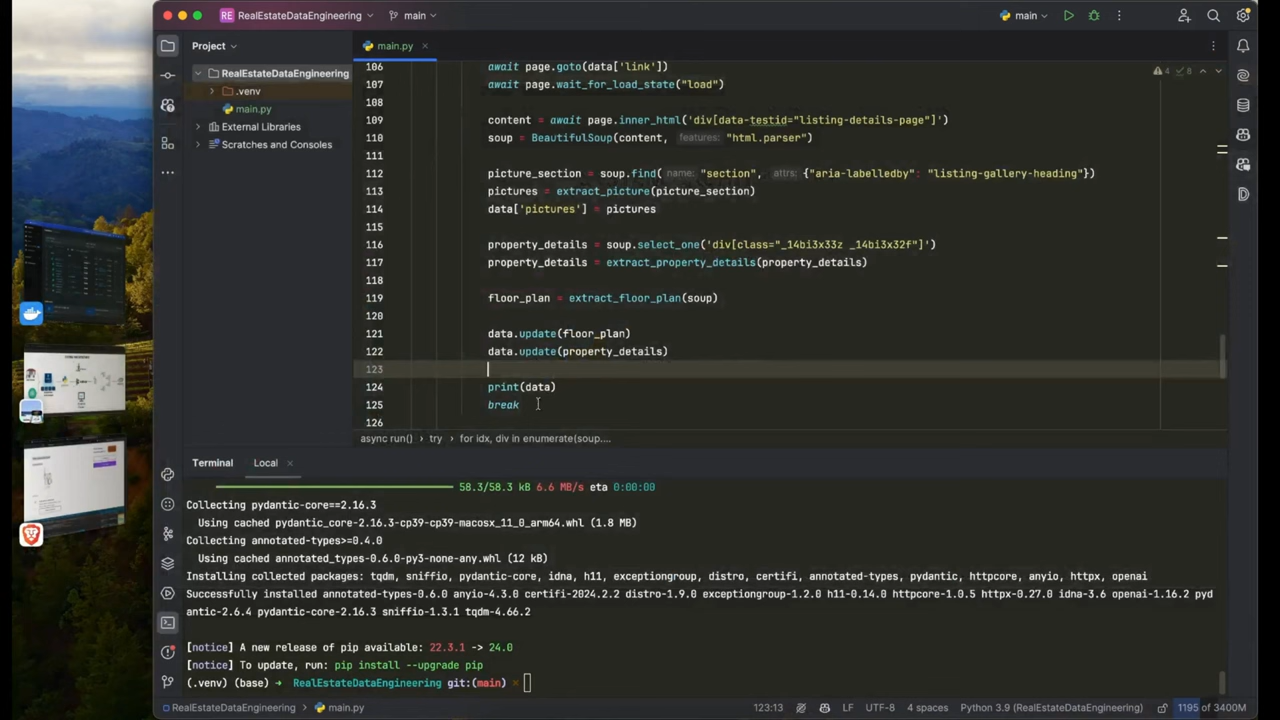 RE RealEstateDataEngineering
main
main
Project
main.py
RealEstateDataEngineering
.venv
main.py
External Libraries
Scratches and Consoles
4
8
106 await page.goto(data['link'])
107 await page.wait_for_load_state("load")
108
109 content = await page.inner_html('div[data-testid="listing-details-page"]')
110 soup = BeautifulSoup(content, features: "html.parser")
111
112 picture_section = soup.find( name: "section", attrs: {"aria-labelledby": "listing-gallery-heading"})
113 pictures = extract_picture(picture_section)
114 data['pictures'] = pictures
115
116 property_details = soup.select_one('div[class="_14bi3x33z _14bi3x32f"]')
117 property_details = extract_property_details(property_details)
118
119 floor_plan = extract_floor_plan(soup)
120
121 data.update(floor_plan)
122 data.update(property_details)
123
124 print(data)
125 break
126
async run() try for idx, div in enumerate(soup....
Terminal Local
58.3/58.3 kB 6.6 MB/s eta 0:00:00
Collecting pydantic-core==2.16.3
Using cached pydantic_core-2.16.3-cp39-cp39-macosx_11_0_arm64.whl (1.8 MB)
Collecting annotated-types>=0.4.0
Using cached annotated_types-0.6.0-py3-none-any.whl (12 kB)
Installing collected packages: tqdm, sniffio, pydantic-core, idna, h11, exceptiongroup, distro, certifi, annotated-types, pydantic, httpcore, anyio, httpx, openai
Successfully installed annotated-types-0.6.0 anyio-4.3.0 certifi-2024.2.2 distro-1.9.0 exceptiongroup-1.2.0 h11-0.14.0 httpcore-1.0.5 httpx-0.27.0 idna-3.6 openai-1.16.2 pyd
antic-2.6.4 pydantic-core-2.16.3 sniffio-1.3.1 tqdm-4.66.2
[notice] A new release of pip available: 22.3.1 -> 24.0
[notice] To update, run: pip install --upgrade pip
(.venv) (base) → RealEstateDataEngineering git:(main) ×
RealEstateDataEngineering main.py
123:13 LF UTF-8 4 spaces Python 3.9 (RealEstateDataEngineering) 1195 of 3400M